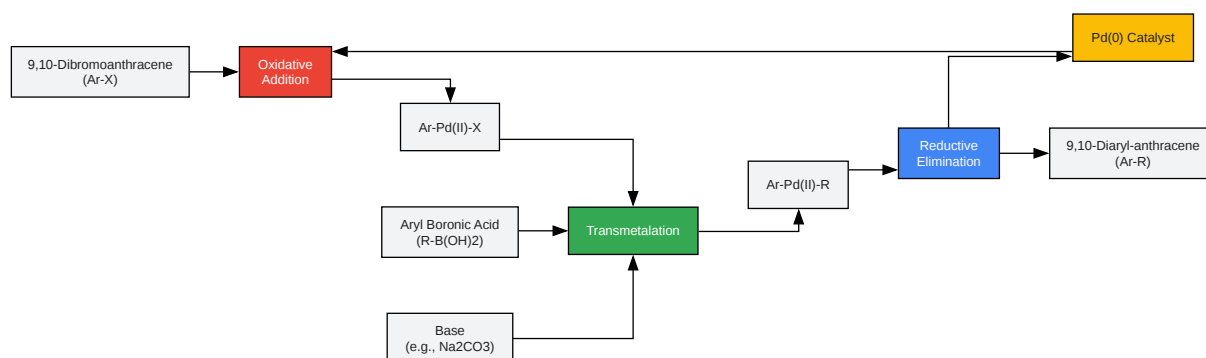 9,10-Dibromoanthracene
(Ar-X)
Oxidative
Addition
Ar-Pd(II)-X
Aryl Boronic Acid
(R-B(OH)2)
Base
(e.g., Na2CO3)
Transmetalation
Ar-Pd(II)-R
Reductive
Elimination
Pd(0) Catalyst
9,10-Diaryl-anthracene
(Ar-R)